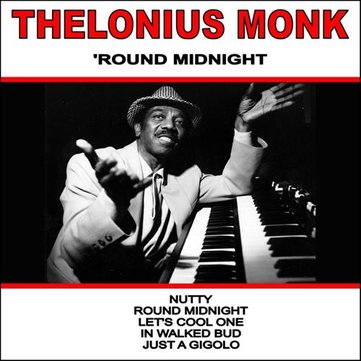 THELONIUS MONK
'ROUND MIDNIGHT
NUTTY
ROUND MIDNIGHT
LET'S COOL ONE
IN WALKED BUD
JUST A GIGOLO